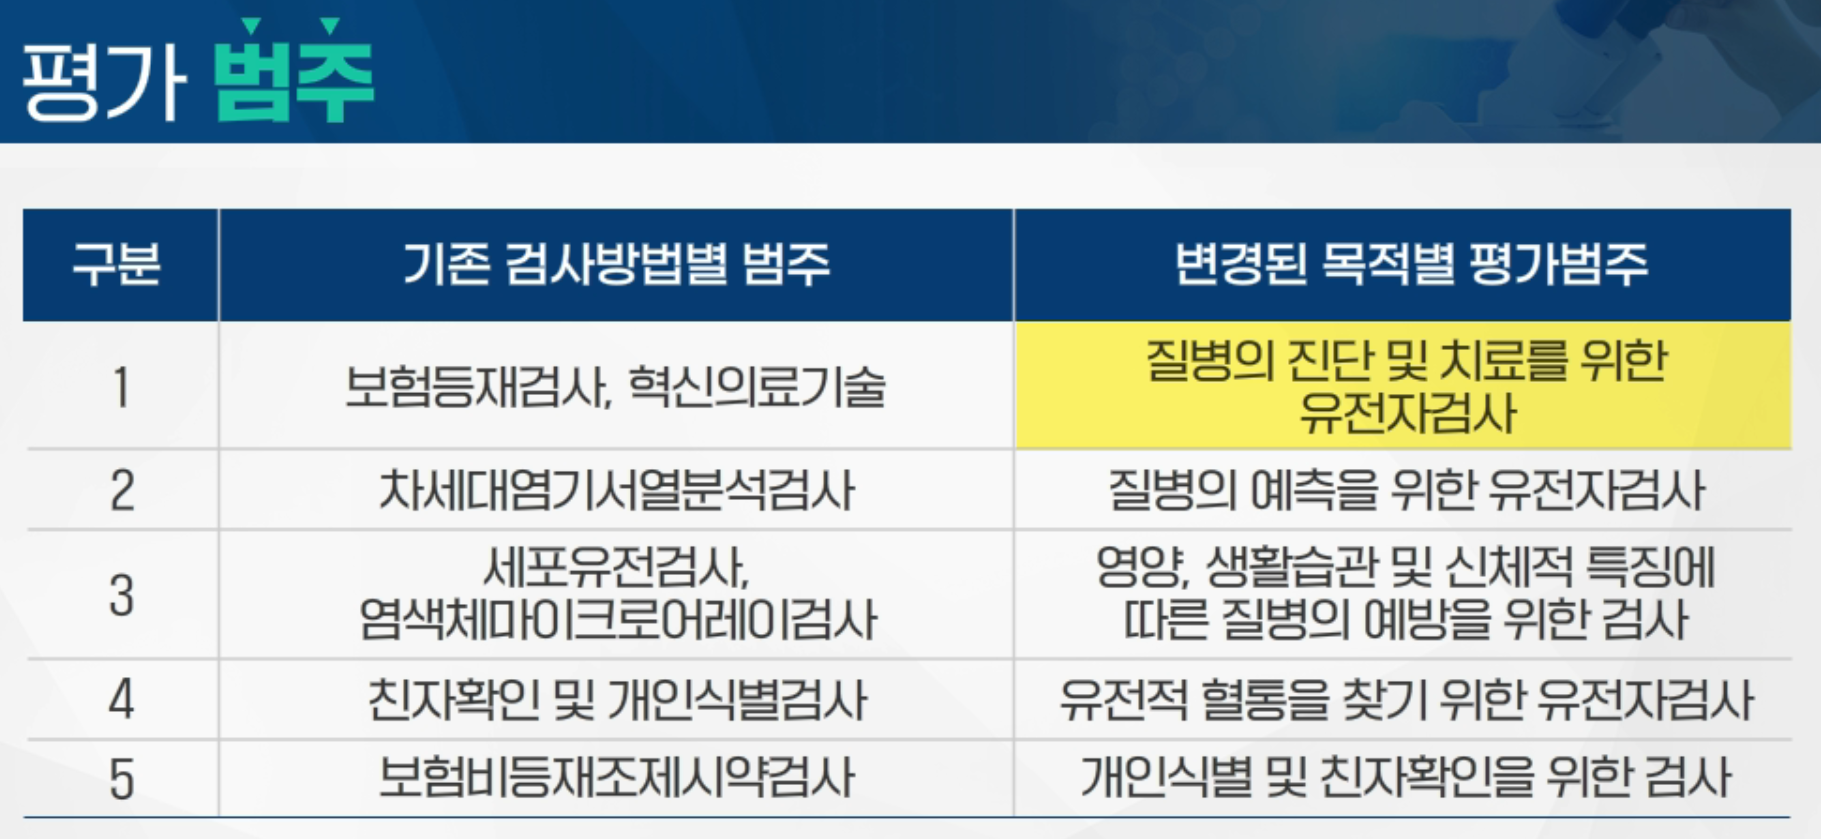 평가 범주
구분 기존 검사방법별 범주 변경된 목적별 평가범주
1 보험등재검사, 혁신의료기술 질병의 진단 및 치료를 위한
유전자검사
2 차세대염기서열분석검사 질병의 예측을 위한 유전자검사
3 세포유전검사,
염색체마이크로어레이검사 영양, 생활습관 및 신체적 특징에
따른 질병의 예방을 위한 검사
4 친자확인 및 개인식별검사 유전적 혈통을 찾기 위한 유전자검사
5 보험비등재조제시약검사 개인식별 및 친자확인을 위한 검사